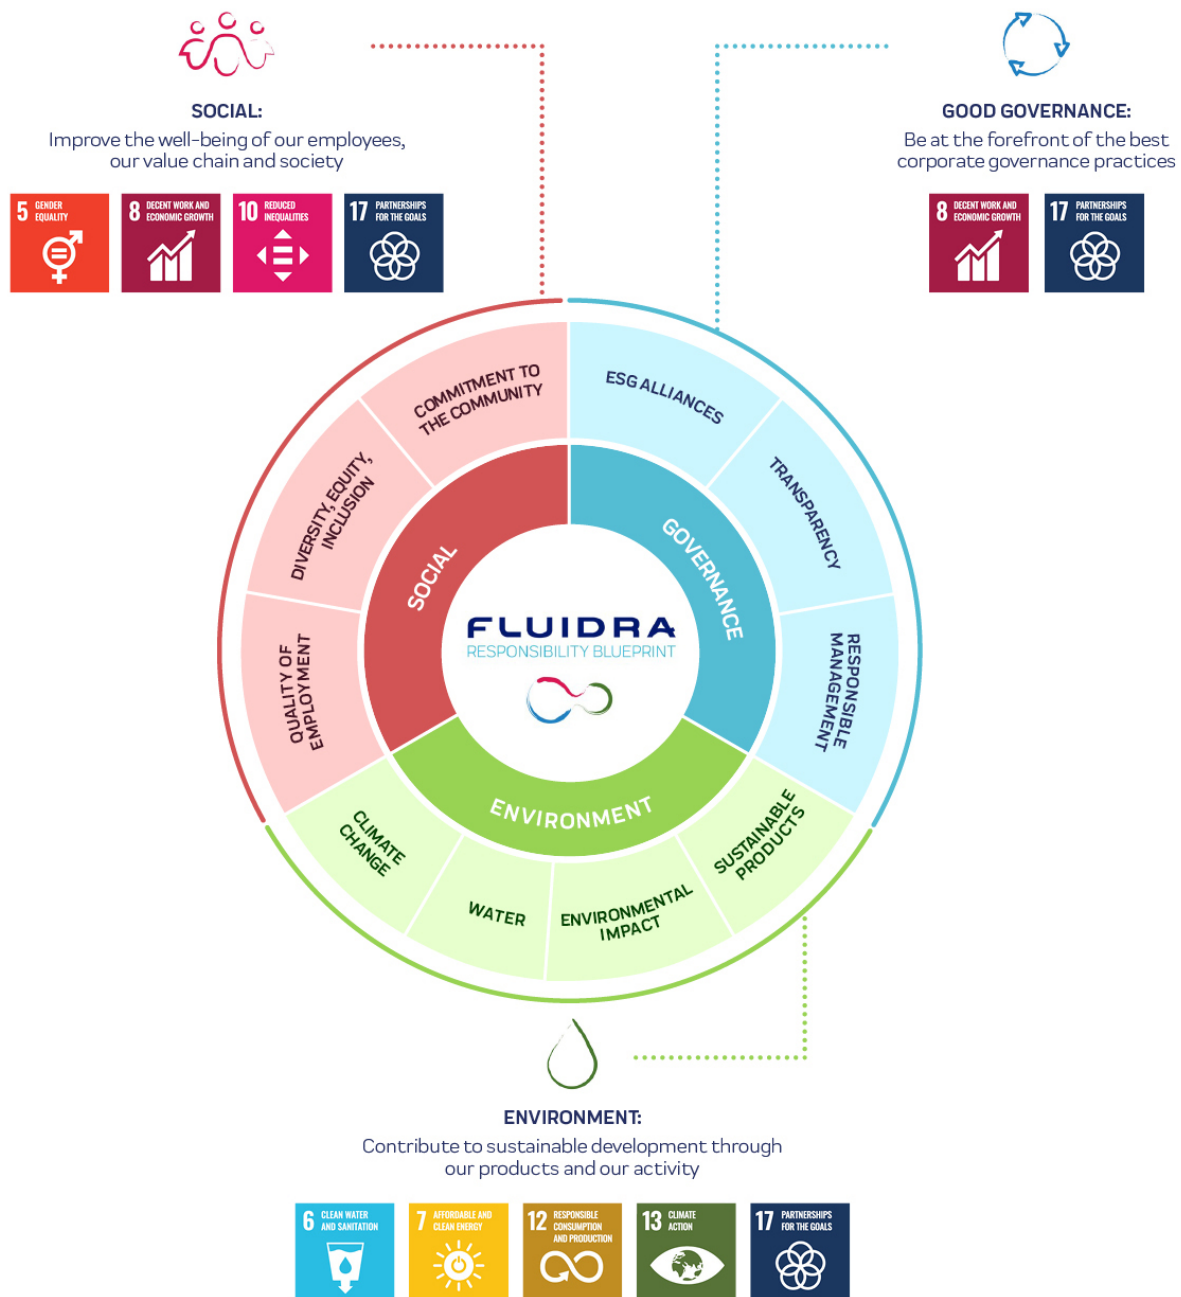 SOCIAL:
Improve the well-being of our employees,
our value chain and society
5 GENDER
EQUALITY
8 DECENT WORK AND
ECONOMIC GROWTH
10 REDUCED
INEQUALITIES
17 PARTNERSHIPS
FOR THE GOALS
GOOD GOVERNANCE:
Be at the forefront of the best
corporate governance practices
8 DECENT WORK AND
ECONOMIC GROWTH
17 PARTNERSHIPS
FOR THE GOALS
COMMITMENT TO
THE COMMUNITY
ESG ALLIANCES
DIVERSITY, EQUITY,
INCLUSION
TRANSPARENCY
SOCIAL
GOVERNANCE
FLUIDRA
RESPONSIBILITY BLUEPRINT
QUALITY OF
EMPLOYMENT
RESPONSIBLE
MANAGEMENT
ENVIRONMENT
CLIMATE
CHANGE
WATER
ENVIRONMENTAL
IMPACT
SUSTAINABLE
PRODUCTS
ENVIRONMENT:
Contribute to sustainable development through
our products and our activity
6 CLEAN WATER
AND SANITATION
7 AFFORDABLE AND
CLEAN ENERGY
12 RESPONSIBLE
CONSUMPTION
AND PRODUCTION
13 CLIMATE
ACTION
17 PARTNERSHIPS
FOR THE GOALS